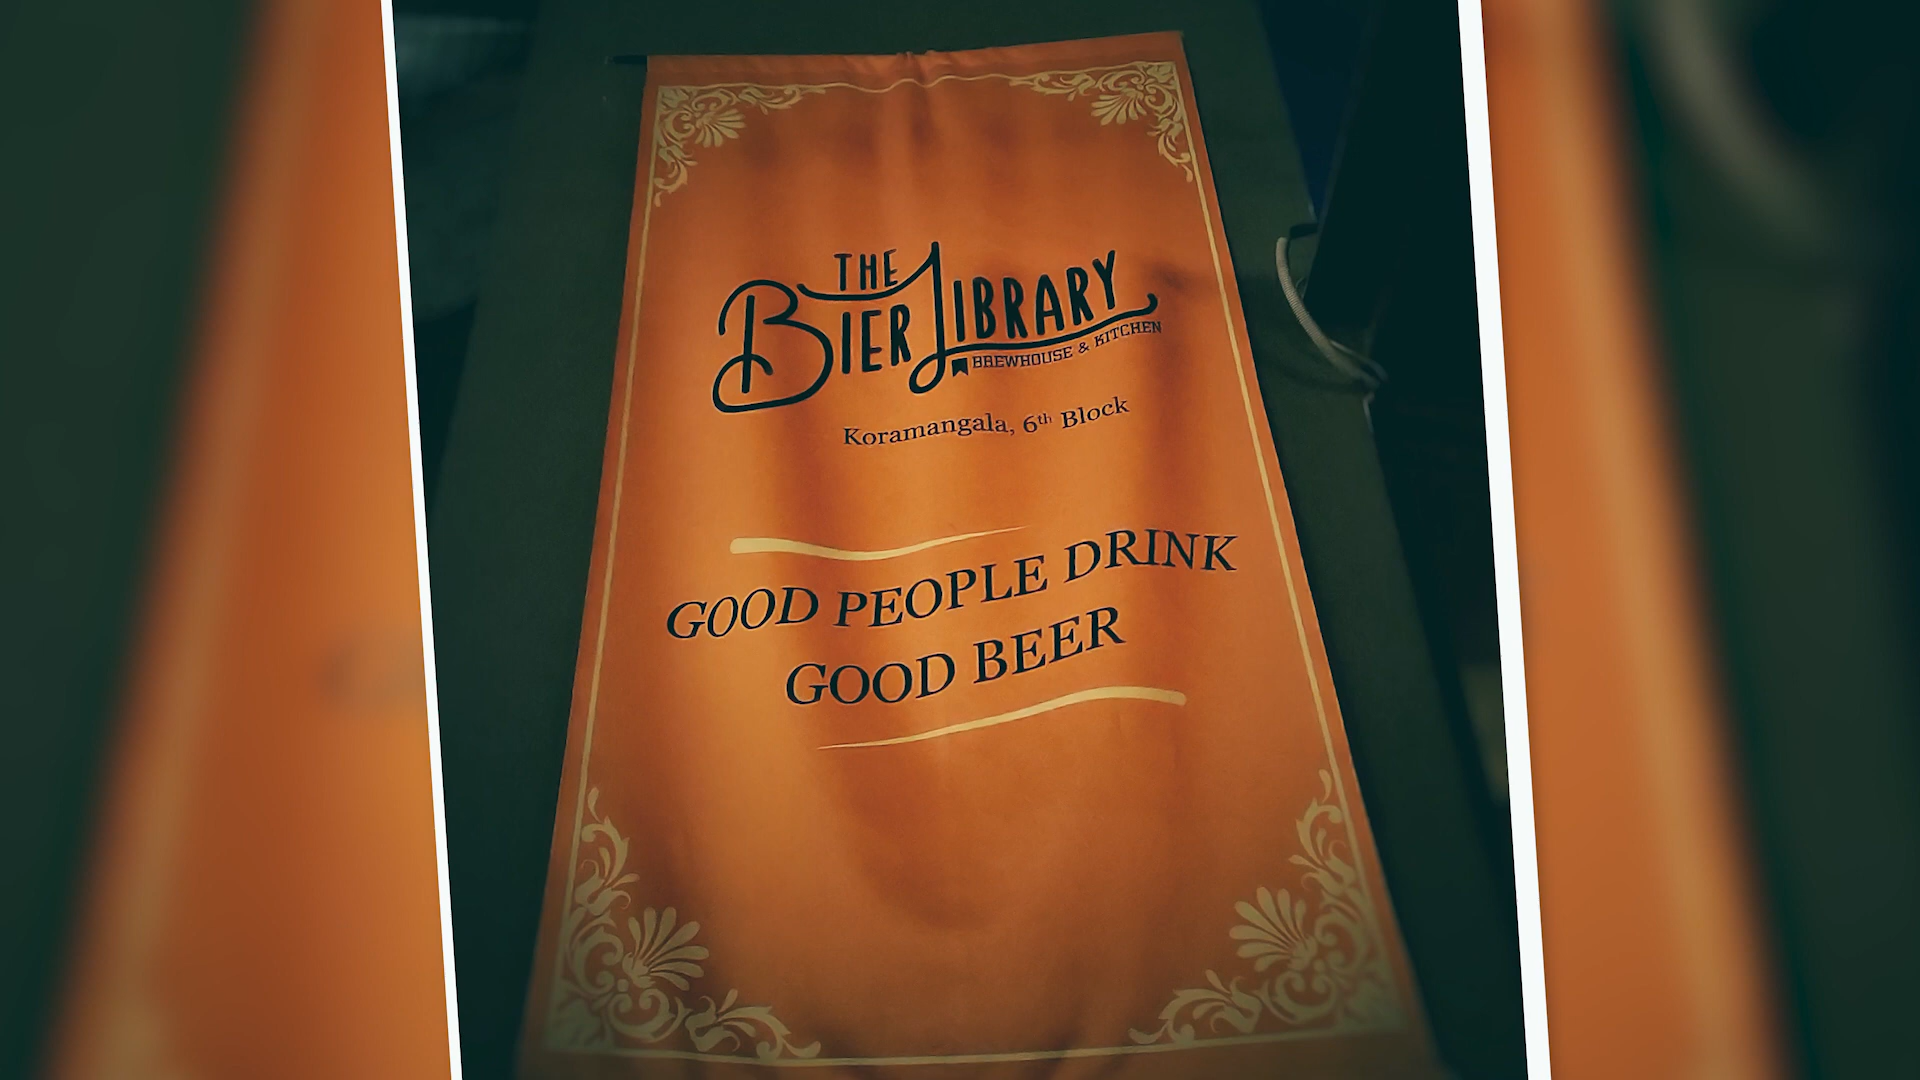 THE
BIER LIBRARY
BREWHOUSE & KITCHEN
Koramangala, 6th Block
GOOD PEOPLE DRINK
GOOD BEER